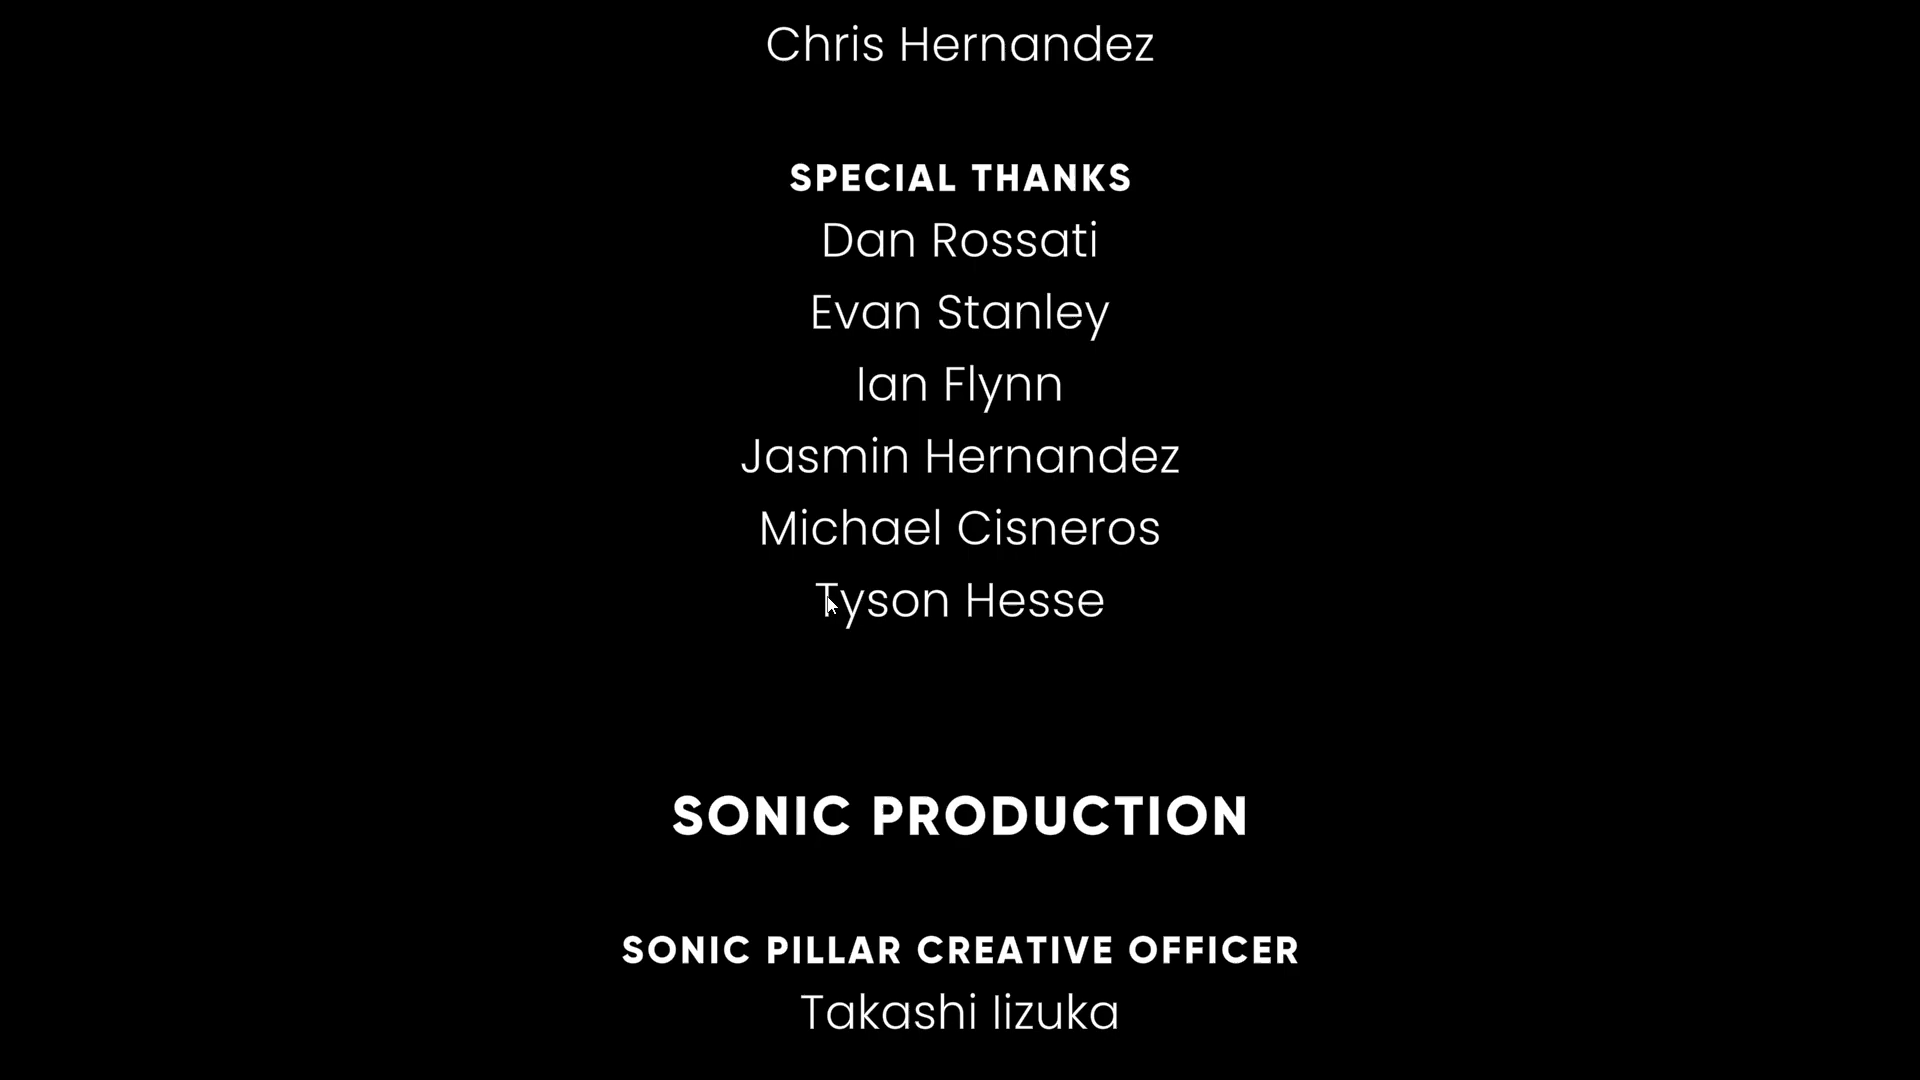 Chris Hernandez
SPECIAL THANKS
Dan Rossati
Evan Stanley
Ian Flynn
Jasmin Hernandez
Michael Cisneros
Tyson Hesse
SONIC PRODUCTION
SONIC PILLAR CREATIVE OFFICER
Takashi Iizuka